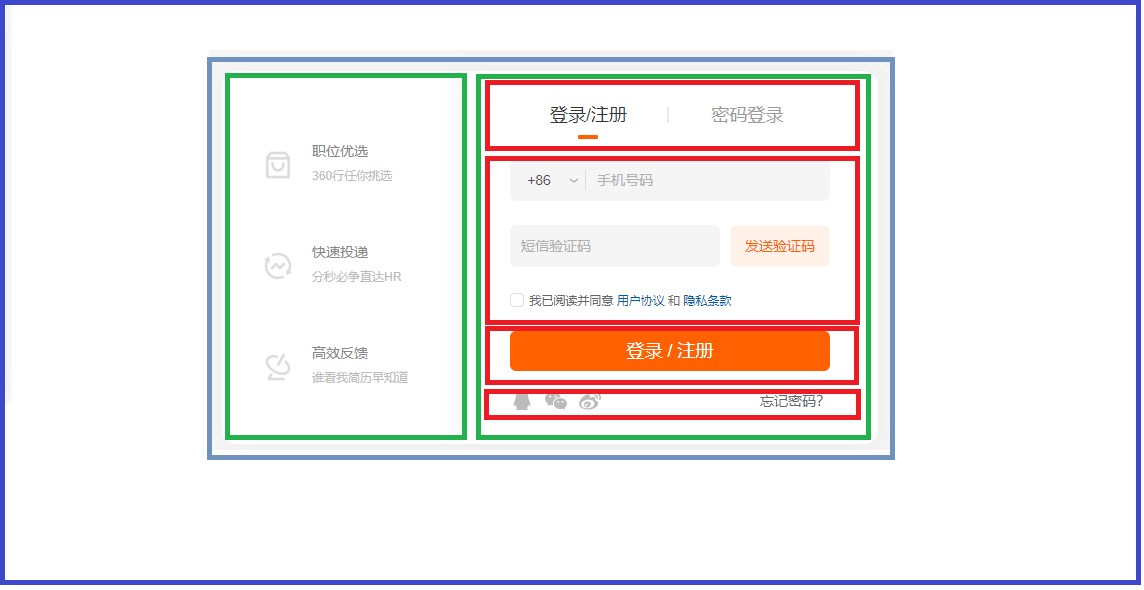 职位优选
360行任你挑选
快速投递
分秒必争直达HR
高效反馈
谁看我简历早知道
登录/注册 | 密码登录
+86 手机号码
短信验证码 发送验证码
我已阅读并同意 用户协议 和 隐私条款
登录 / 注册
忘记密码?